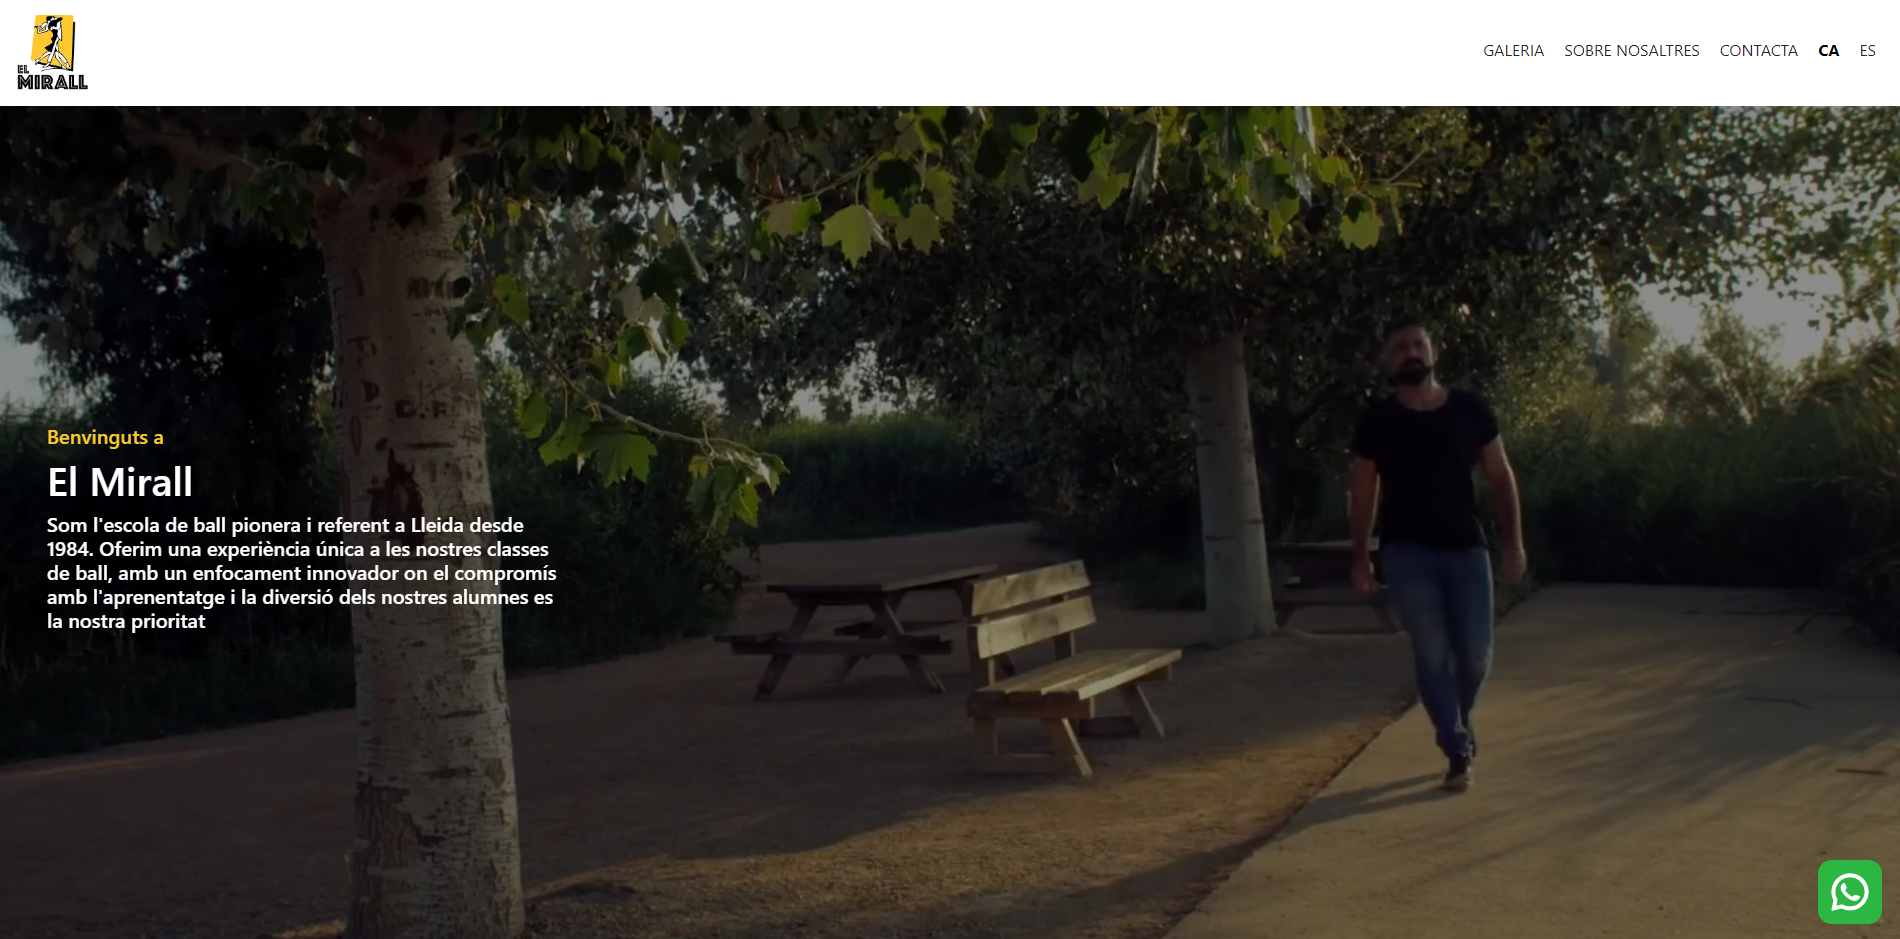 EL
MIRALL
GALERIA SOBRE NOSALTRES CONTACTA CA ES
Benvinguts a
El Mirall
Som l'escola de ball pionera i referent a Lleida desde
1984. Oferim una experiència única a les nostres classes
de ball, amb un enfocament innovador on el compromís
amb l'aprenentatge i la diversió dels nostres alumnes es
la nostra prioritat